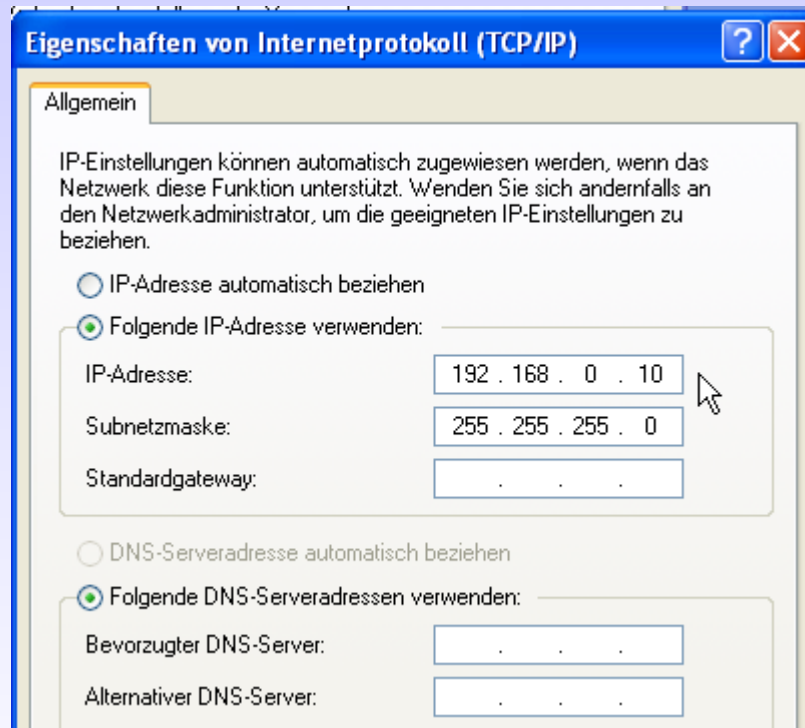 Eigenschaften von Internetprotokoll (TCP/IP)
Allgemein
IP-Einstellungen können automatisch zugewiesen werden, wenn das
Netzwerk diese Funktion unterstützt. Wenden Sie sich andernfalls an
den Netzwerkadministrator, um die geeigneten IP-Einstellungen zu
beziehen.
IP-Adresse automatisch beziehen
Folgende IP-Adresse verwenden:
IP-Adresse: 192 . 168 . 0 . 10
Subnetzmaske: 255 . 255 . 255 . 0
Standardgateway: . . .
DNS-Serveradresse automatisch beziehen
Folgende DNS-Serveradressen verwenden:
Bevorzugter DNS-Server: . . .
Alternativer DNS-Server: . . .